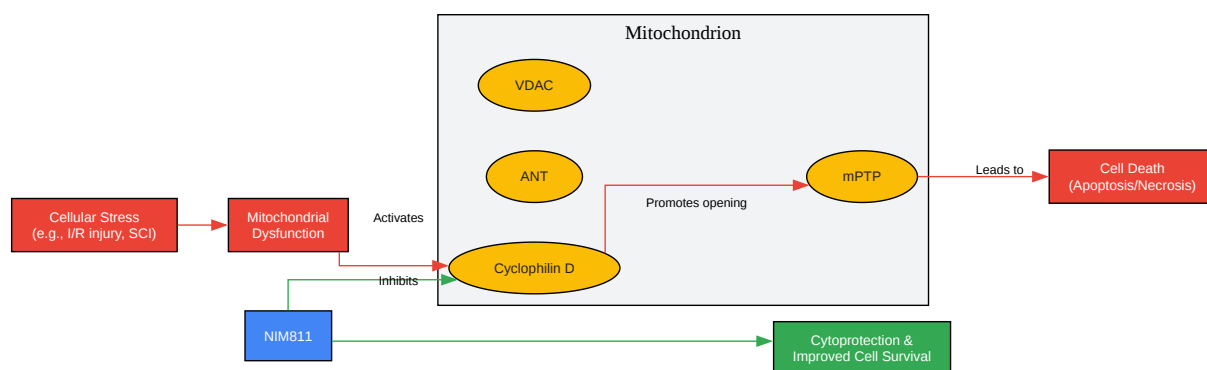 Mitochondrion
VDAC
ANT
mPTP
Leads to
Cell Death
(Apoptosis/Necrosis)
Promotes opening
Cellular Stress
(e.g., I/R injury, SCI)
Mitochondrial
Dysfunction
Activates
Cyclophilin D
Inhibits
NIM811
Cytoprotection &
Improved Cell Survival